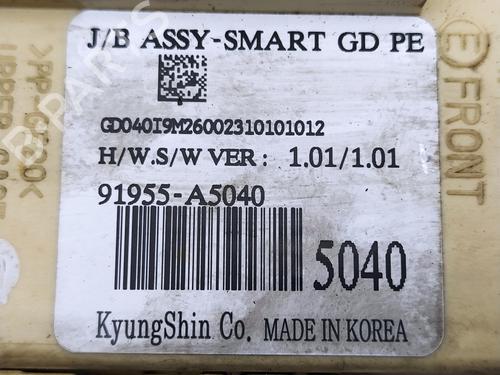 J/B ASSY-SMART GD PE
GD040I9M26002310101012
H/W.S/W VER: 1.01/1.01
91955-A5040
5040
KyungShin Co. MADE IN KOREA
FRONT
B-PARTS